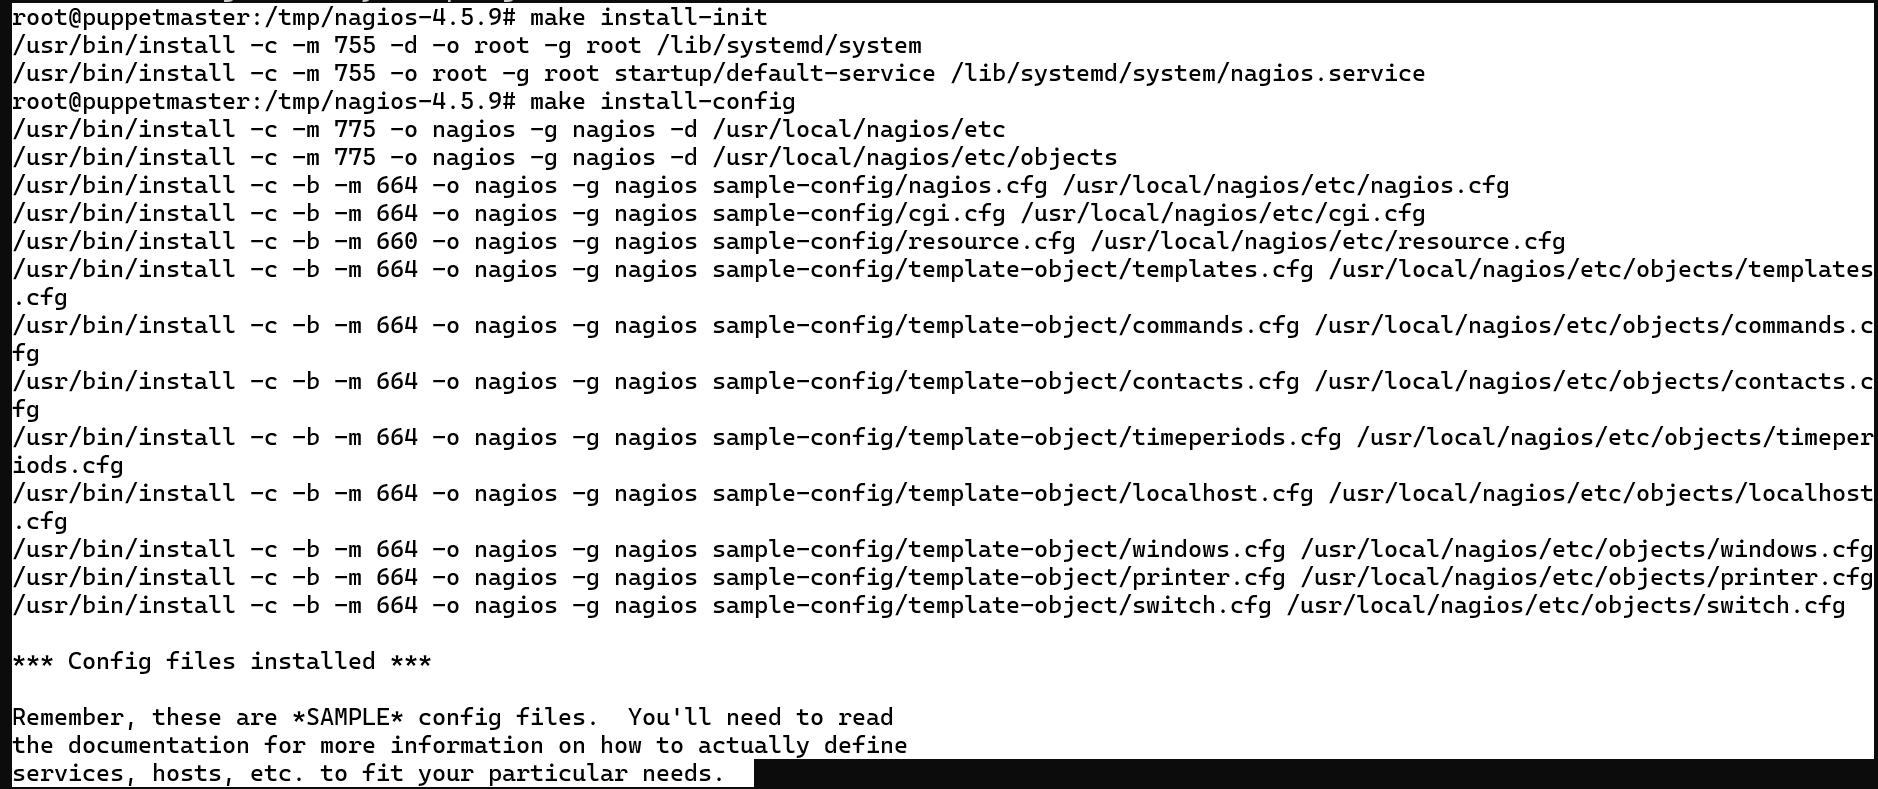 root@puppetmaster:/tmp/nagios-4.5.9# make install-init
/usr/bin/install -c -m 755 -d -o root -g root /lib/systemd/system
/usr/bin/install -c -m 755 -o root -g root startup/default-service /lib/systemd/system/nagios.service
root@puppetmaster:/tmp/nagios-4.5.9# make install-config
/usr/bin/install -c -m 775 -o nagios -g nagios -d /usr/local/nagios/etc
/usr/bin/install -c -m 775 -o nagios -g nagios -d /usr/local/nagios/etc/objects
/usr/bin/install -c -b -m 664 -o nagios -g nagios sample-config/nagios.cfg /usr/local/nagios/etc/nagios.cfg
/usr/bin/install -c -b -m 664 -o nagios -g nagios sample-config/cgi.cfg /usr/local/nagios/etc/cgi.cfg
/usr/bin/install -c -b -m 660 -o nagios -g nagios sample-config/resource.cfg /usr/local/nagios/etc/resource.cfg
/usr/bin/install -c -b -m 664 -o nagios -g nagios sample-config/template-object/templates.cfg /usr/local/nagios/etc/objects/templates
.cfg
/usr/bin/install -c -b -m 664 -o nagios -g nagios sample-config/template-object/commands.cfg /usr/local/nagios/etc/objects/commands.c
fg
/usr/bin/install -c -b -m 664 -o nagios -g nagios sample-config/template-object/contacts.cfg /usr/local/nagios/etc/objects/contacts.c
fg
/usr/bin/install -c -b -m 664 -o nagios -g nagios sample-config/template-object/timeperiods.cfg /usr/local/nagios/etc/objects/timeper
iods.cfg
/usr/bin/install -c -b -m 664 -o nagios -g nagios sample-config/template-object/localhost.cfg /usr/local/nagios/etc/objects/localhost
.cfg
/usr/bin/install -c -b -m 664 -o nagios -g nagios sample-config/template-object/windows.cfg /usr/local/nagios/etc/objects/windows.cfg
/usr/bin/install -c -b -m 664 -o nagios -g nagios sample-config/template-object/printer.cfg /usr/local/nagios/etc/objects/printer.cfg
/usr/bin/install -c -b -m 664 -o nagios -g nagios sample-config/template-object/switch.cfg /usr/local/nagios/etc/objects/switch.cfg
*** Config files installed ***
Remember, these are *SAMPLE* config files.  You'll need to read
the documentation for more information on how to actually define
services, hosts, etc. to fit your particular needs.